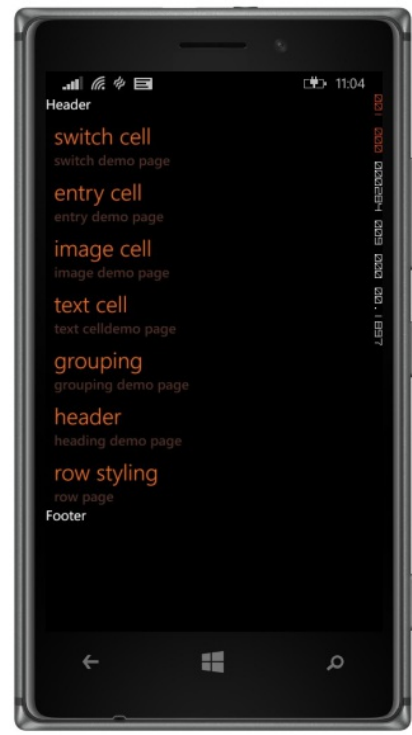 11:04
Header
switch cell
switch demo page
entry cell
entry demo page
image cell
image demo page
text cell
text celldemo page
grouping
grouping demo page
header
heading demo page
row styling
row page
Footer